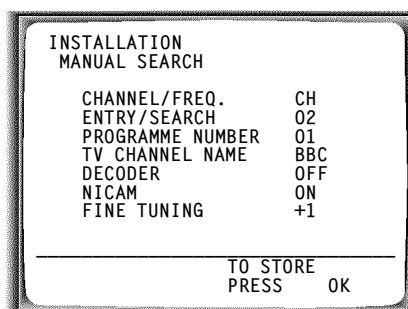 INSTALLATION
MANUAL SEARCH
CHANNEL/FREQ. CH
ENTRY/SEARCH 02
PROGRAMME NUMBER 01
TV CHANNEL NAME BBC
DECODER OFF
NICAM ON
FINE TUNING +1
TO STORE
PRESS OK